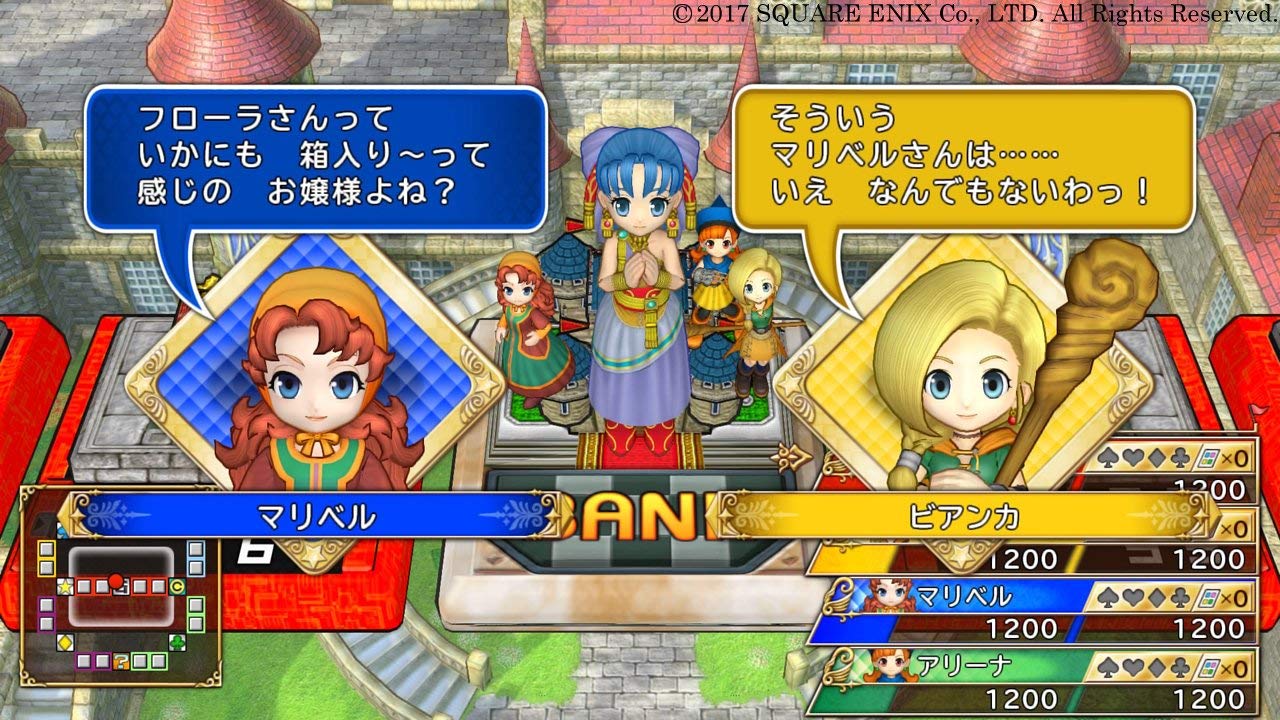 ©2017 SQUARE ENIX Co., LTD. All Rights Reserved.
フローラさんって
いかにも 箱入り～って
感じの お嬢様よね？
そういう
マリベルさんは……
いえ なんでもないわっ！
マリベル
BAN
ビアンカ
6
×0
1200
×0
1200 1200
マリベル ×0
1200 1200
アリーナ ×0
1200 1200
C
?